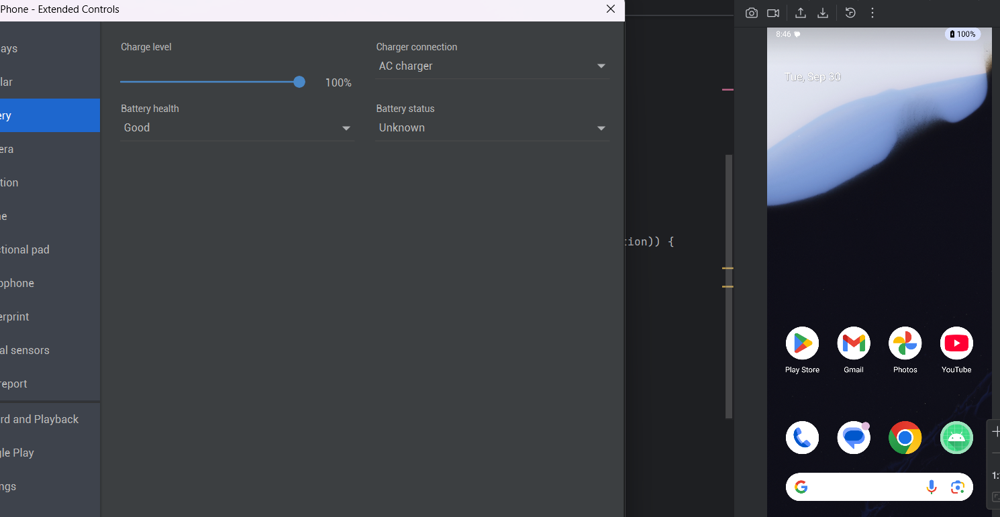 Phone - Extended Controls
ays
lar
ery
era
tion
e
tional pad
ophone
erprint
al sensors
report
rd and Playback
le Play
ngs
Charge level
100%
Charger connection
AC charger
Battery health
Good
Battery status
Unknown
tion)) {
8:46
100%
Tue, Sep 30
Play Store
Gmail
Photos
YouTube
1: